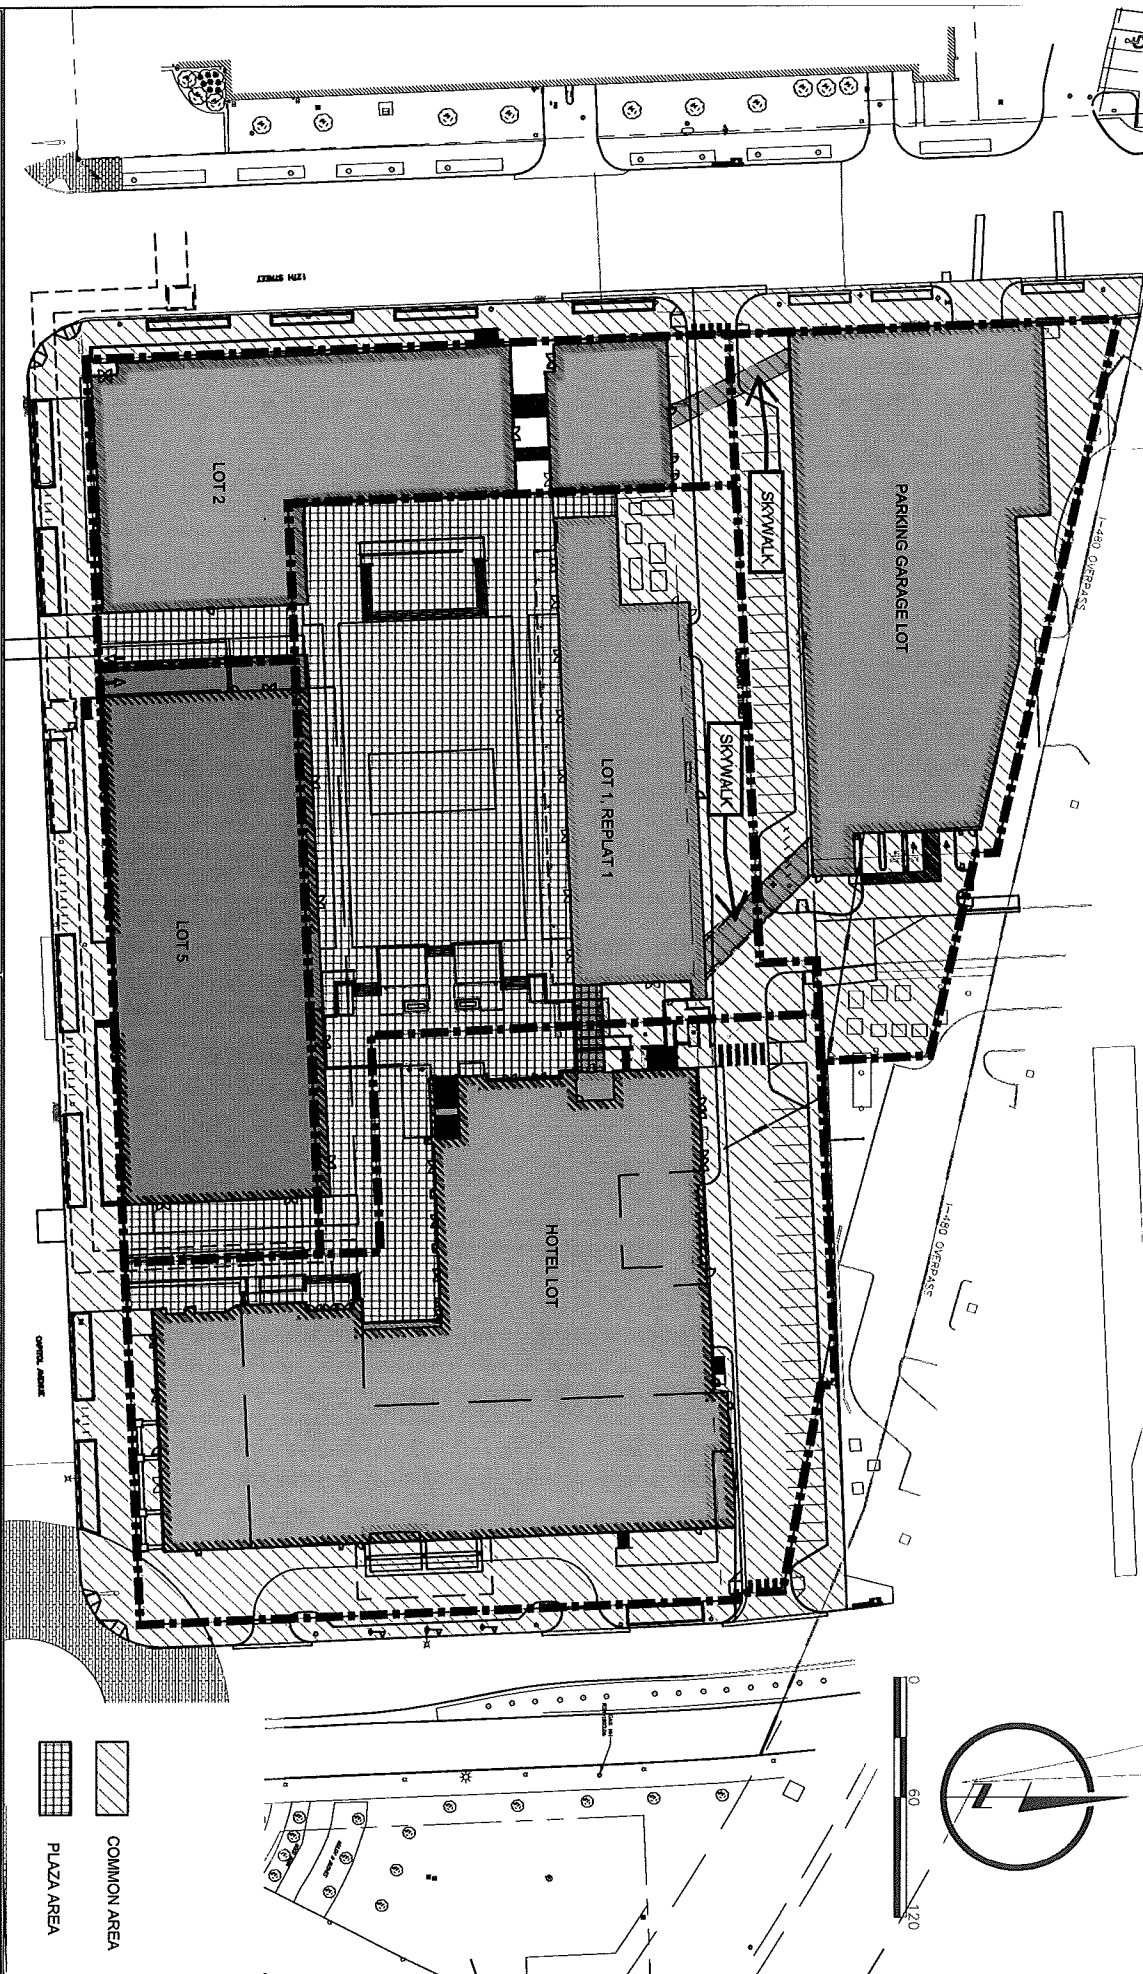 12TH STREET
LOT 2
SKYWALK
PARKING GARAGE LOT
I-480 OVERPASS
SKYWALK
LOT 1, REPLAT 1
LOT 5
HOTEL LOT
I-480 OVERPASS
CAPITOL AVENUE
0
60
120
COMMON AREA
PLAZA AREA